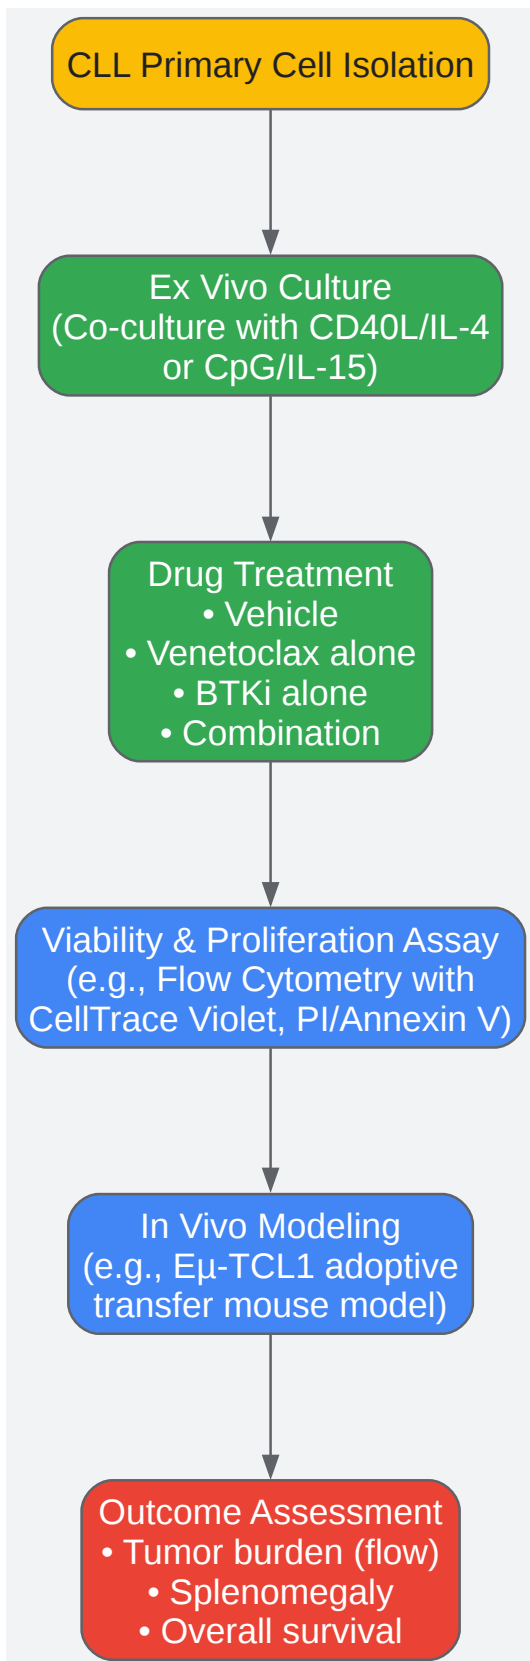 CLL Primary Cell Isolation
Ex Vivo Culture
(Co-culture with CD40L/IL-4
or CpG/IL-15)
Drug Treatment
• Vehicle
• Venetoclax alone
• BTKi alone
• Combination
Viability & Proliferation Assay
(e.g., Flow Cytometry with
CellTrace Violet, PI/Annexin V)
In Vivo Modeling
(e.g., Eμ-TCL1 adoptive
transfer mouse model)
Outcome Assessment
• Tumor burden (flow)
• Splenomegaly
• Overall survival